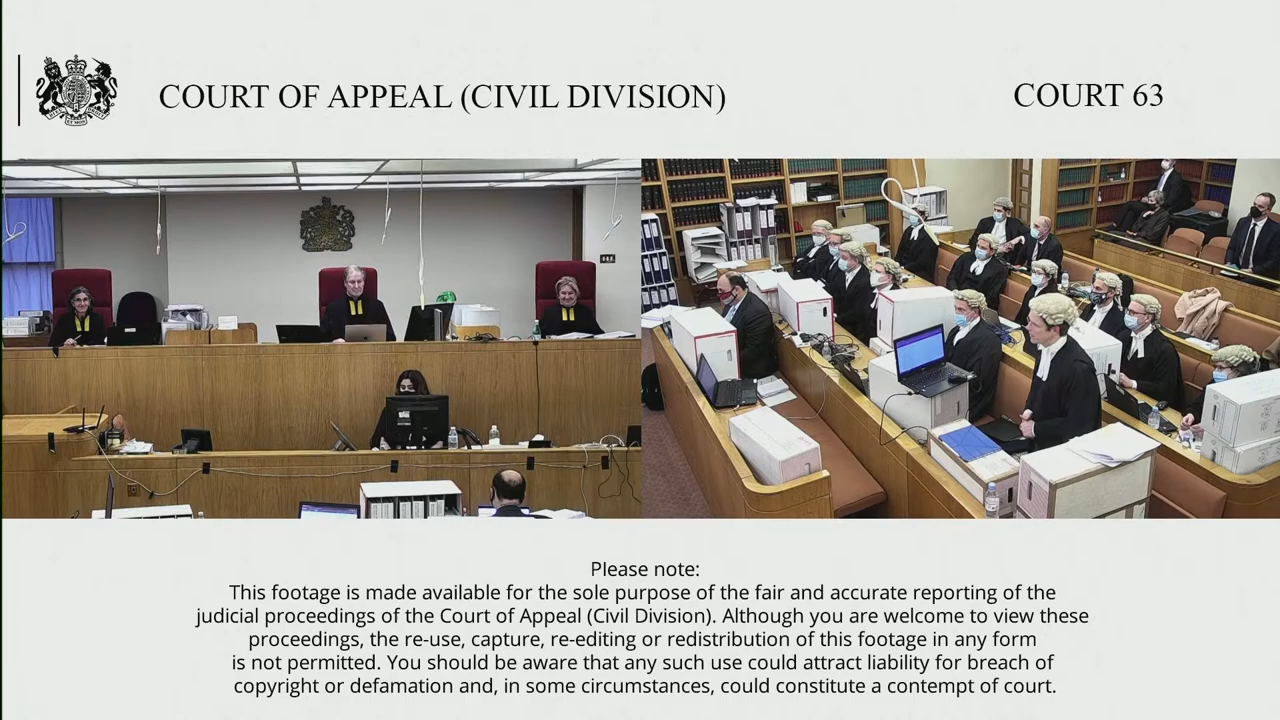 COURT OF APPEAL (CIVIL DIVISION)
COURT 63
Please note:
This footage is made available for the sole purpose of the fair and accurate reporting of the
judicial proceedings of the Court of Appeal (Civil Division). Although you are welcome to view these
proceedings, the re-use, capture, re-editing or redistribution of this footage in any form
is not permitted. You should be aware that any such use could attract liability for breach of
copyright or defamation and, in some circumstances, could constitute a contempt of court.